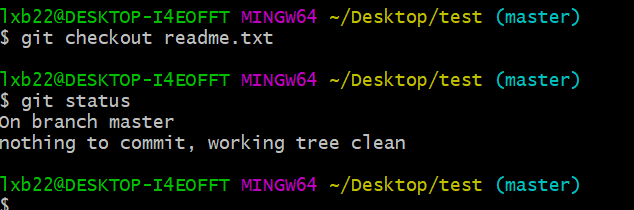 lxb22@DESKTOP-I4EOFFT MINGW64 ~/Desktop/test (master)
$ git checkout readme.txt
lxb22@DESKTOP-I4EOFFT MINGW64 ~/Desktop/test (master)
$ git status
On branch master
nothing to commit, working tree clean
lxb22@DESKTOP-I4EOFFT MINGW64 ~/Desktop/test (master)
$